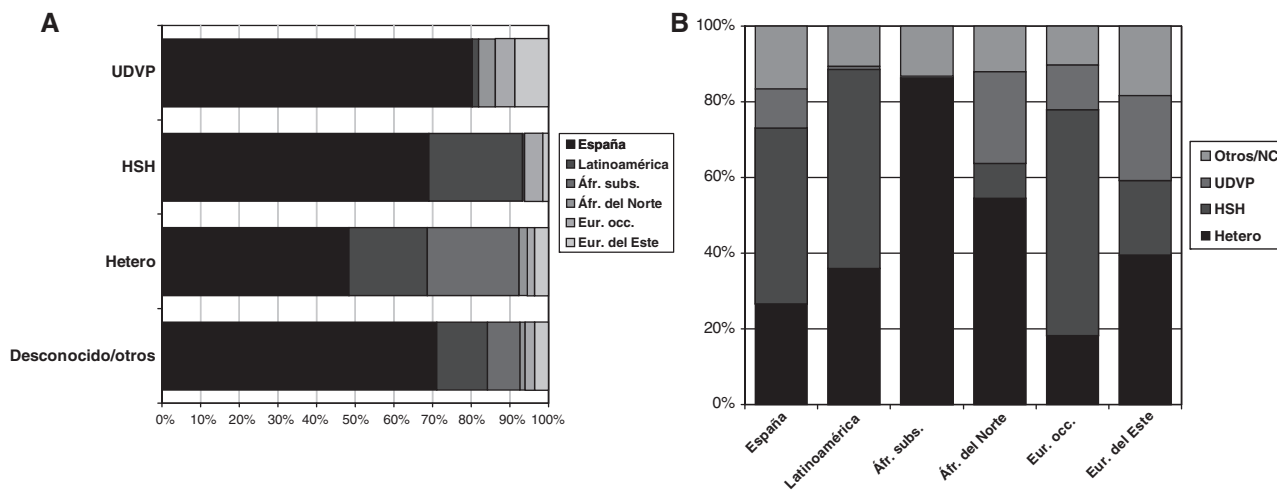 A
UDVP
HSH
Hetero
Desconocido/otros
0% 10% 20% 30% 40% 50% 60% 70% 80% 90% 100%
España
Latinoamérica
Áfr. subs.
Áfr. del Norte
Eur. occ.
Eur. del Este
B
100%
80%
60%
40%
20%
0%
España
Latinoamérica
Áfr. subs.
Áfr. del Norte
Eur. occ.
Eur. del Este
Otros/NC
UDVP
HSH
Hetero